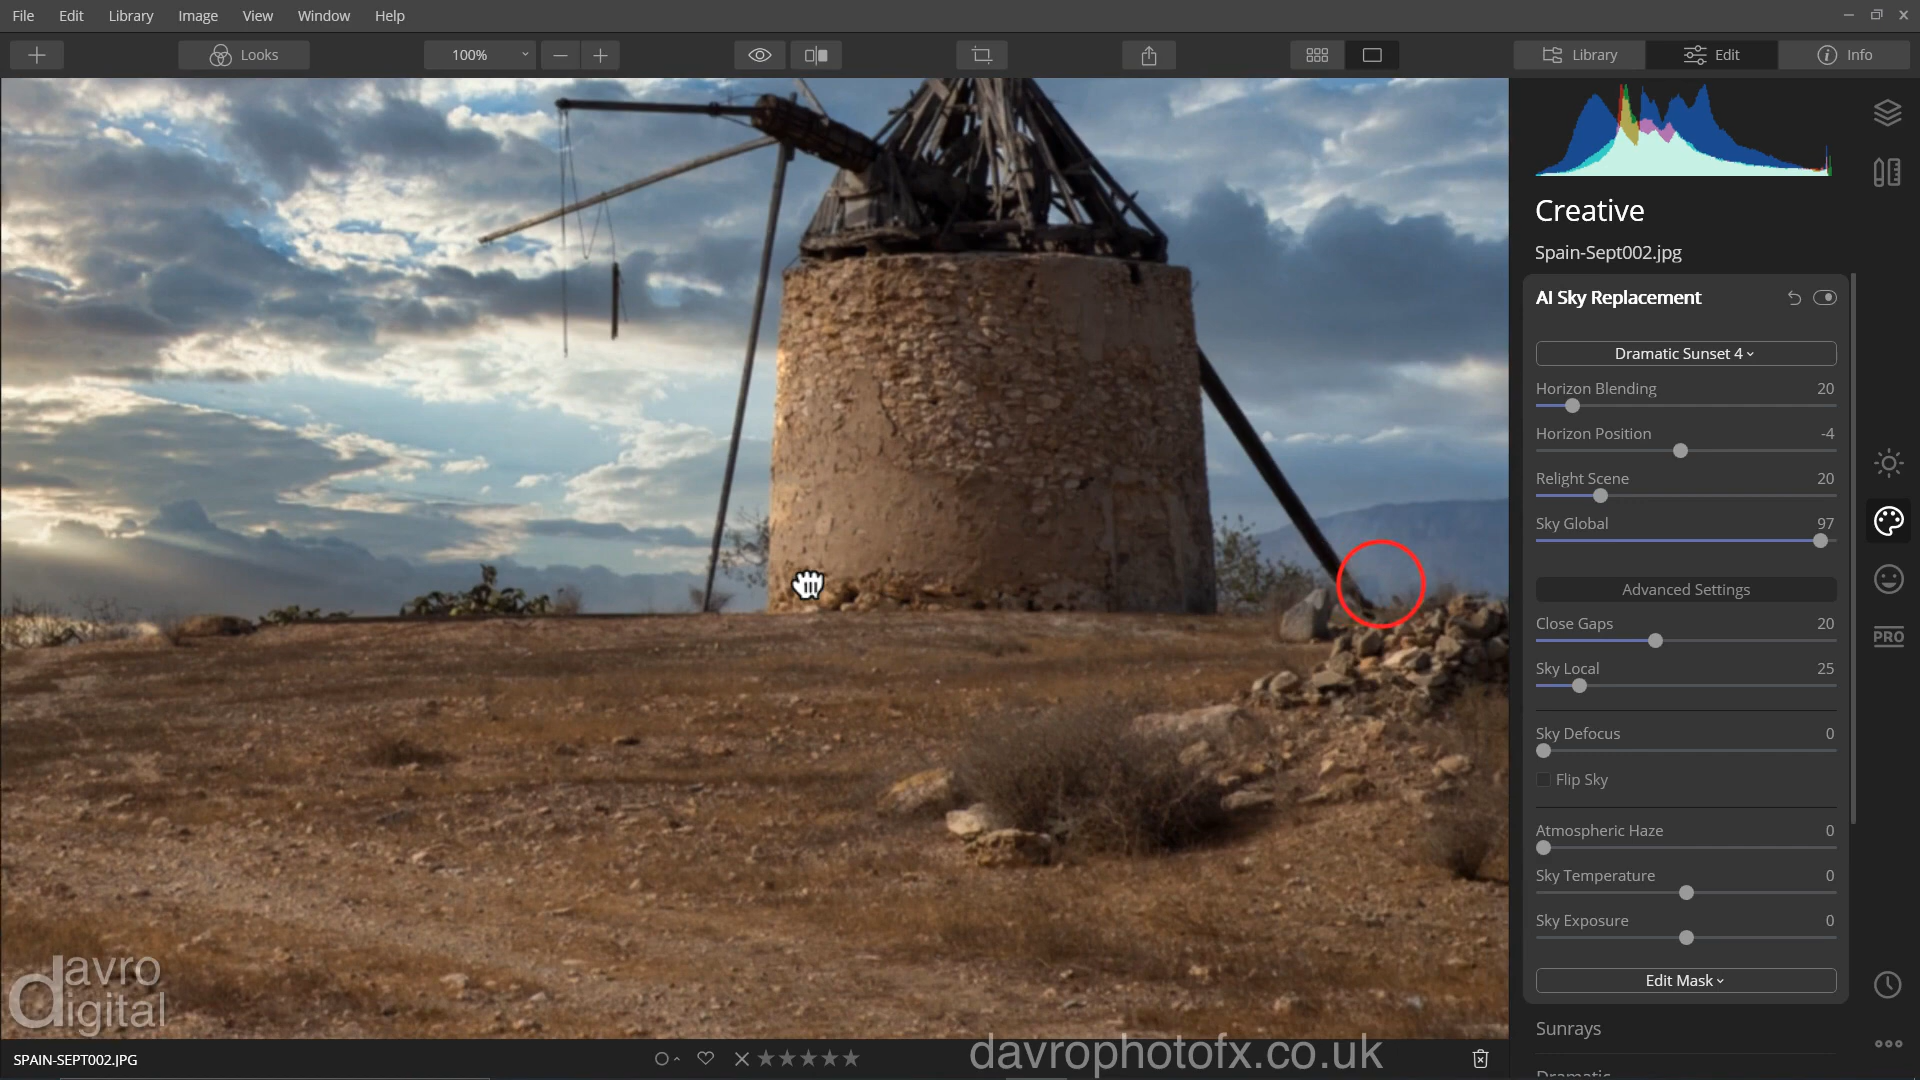 File Edit Library Image View Window Help
Looks 100% Library Edit Info
Creative
Spain-Sept002.jpg
AI Sky Replacement
Dramatic Sunset 4
Horizon Blending 20
Horizon Position -4
Relight Scene 20
Sky Global 97
Advanced Settings
Close Gaps 20
Sky Local 25
PRO
Sky Defocus 0
Flip Sky
Atmospheric Haze 0
Sky Temperature 0
Sky Exposure 0
Edit Mask
Sunrays
Dramatic
davro
digital
SPAIN-SEPT002.JPG
davrophotofx.co.uk